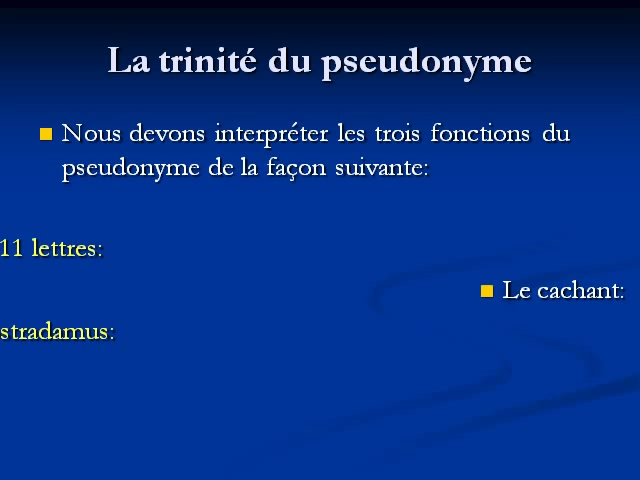 La trinité du pseudonyme
Nous devons interpréter les trois fonctions du
pseudonyme de la façon suivante:
11 lettres:
Le cachant:
stradamus: